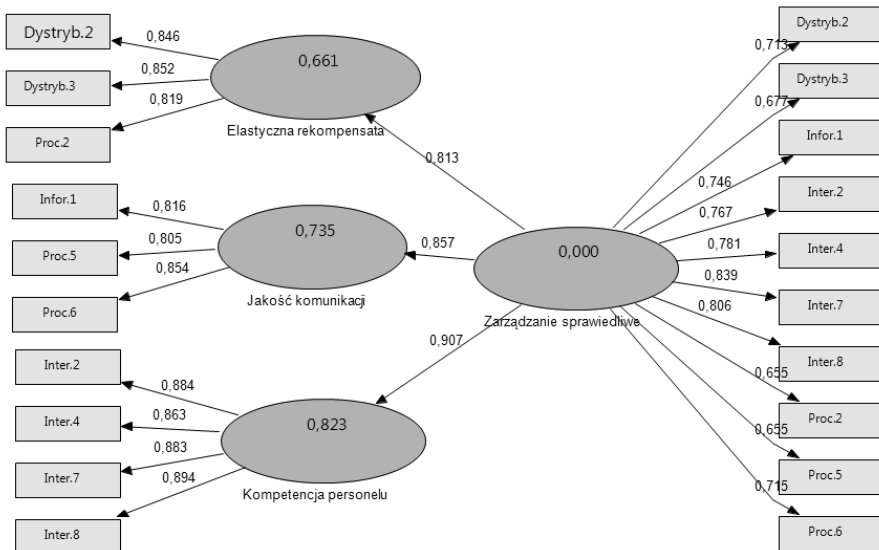 Dystryb.2
0,846
0,661
Dystryb.3
0,852
Proc.2
0,819
Elastyczna rekompensata
0,813
Infor.1
0,816
0,735
Proc.5
0,805
Proc.6
0,854
Jakość komunikacji
0,857
Inter.2
0,884
Inter.4
0,863
0,823
Inter.7
0,883
Inter.8
0,894
Kompetencja personelu
0,907
0,000
Zarządzanie sprawiedliwe
0,713
Dystryb.2
0,677
Dystryb.3
0,746
Infor.1
0,767
Inter.2
0,781
Inter.4
0,839
Inter.7
0,806
Inter.8
0,655
Proc.2
0,655
Proc.5
0,715
Proc.6